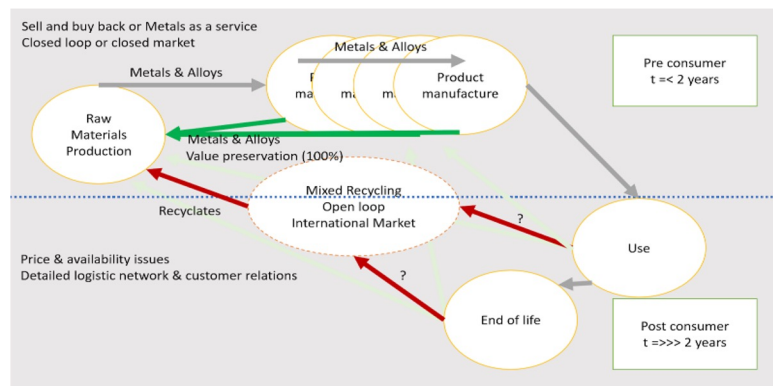 Sell and buy back or Metals as a service
Closed loop or closed market
Metals & Alloys
Metals & Alloys
Pre consumer
t =< 2 years
Product
manufacture
Raw
Materials
Production
Metals & Alloys
Value preservation (100%)
Mixed Recycling
Open loop
International Market
Recyclates
?
Use
Price & availability issues
Detailed logistic network & customer relations
?
End of life
Post consumer
t =>>> 2 years